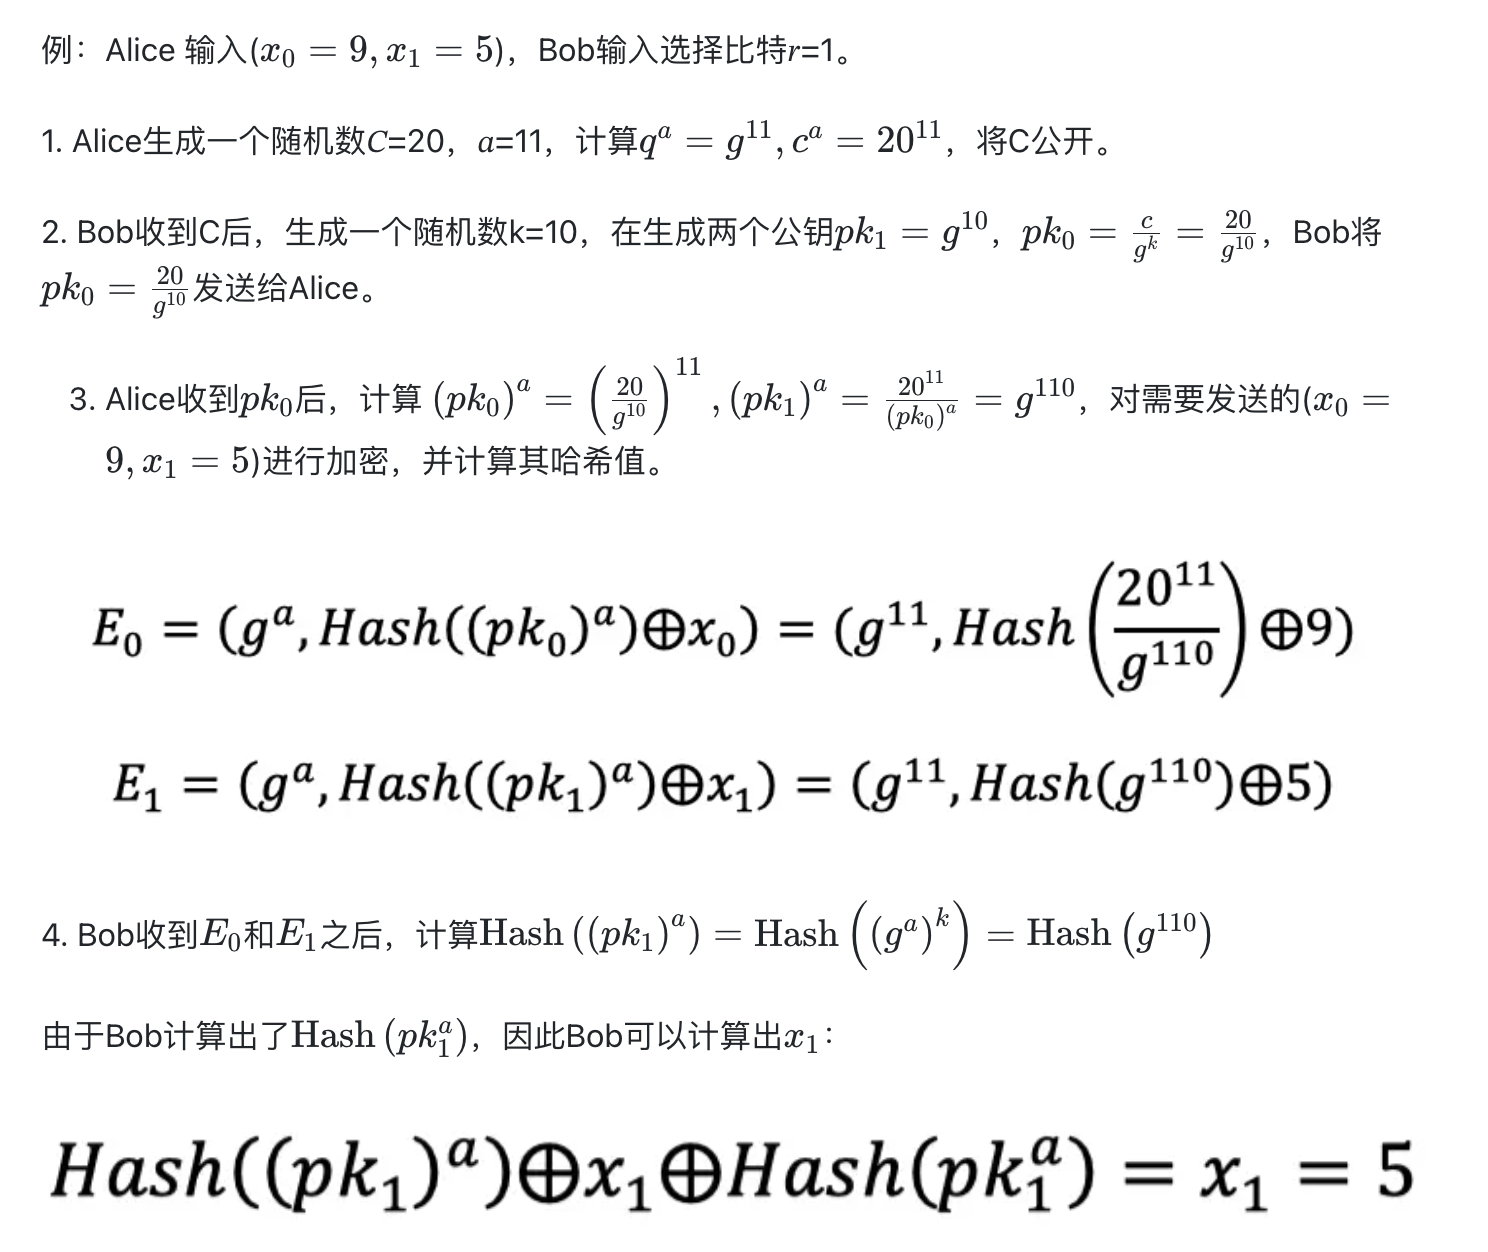 例：Alice 输入($x_0 = 9, x_1 = 5$)，Bob输入选择比特$r$=1。
1. Alice生成一个随机数$C$=20，$a$=11，计算$q^a = g^{11}, c^a = 20^{11}$，将C公开。
2. Bob收到C后，生成一个随机数k=10，在生成两个公钥$pk_1 = g^{10}$，$pk_0 = \frac{c}{g^k} = \frac{20}{g^{10}}$，Bob将
$pk_0 = \frac{20}{g^{10}}$发送给Alice。
3. Alice收到$pk_0$后，计算 $(pk_0)^a = \left(\frac{20}{g^{10}}\right)^{11}, (pk_1)^a = \frac{20^{11}}{(pk_0)^a} = g^{110}$，对需要发送的($x_0 =$
$9, x_1 = 5$)进行加密，并计算其哈希值。
$E_0 = (g^a, Hash((pk_0)^a) \oplus x_0) = (g^{11}, Hash\left(\frac{20^{11}}{g^{110}}\right) \oplus 9)$
$E_1 = (g^a, Hash((pk_1)^a) \oplus x_1) = (g^{11}, Hash(g^{110}) \oplus 5)$
4. Bob收到$E_0$和$E_1$之后，计算$\text{Hash}\left((pk_1)^a\right) = \text{Hash}\left((g^a)^k\right) = \text{Hash}\left(g^{110}\right)$
由于Bob计算出了$\text{Hash}\left(pk_1^a\right)$，因此Bob可以计算出$x_1$：
$Hash((pk_1)^a) \oplus x_1 \oplus Hash(pk_1^a) = x_1 = 5$